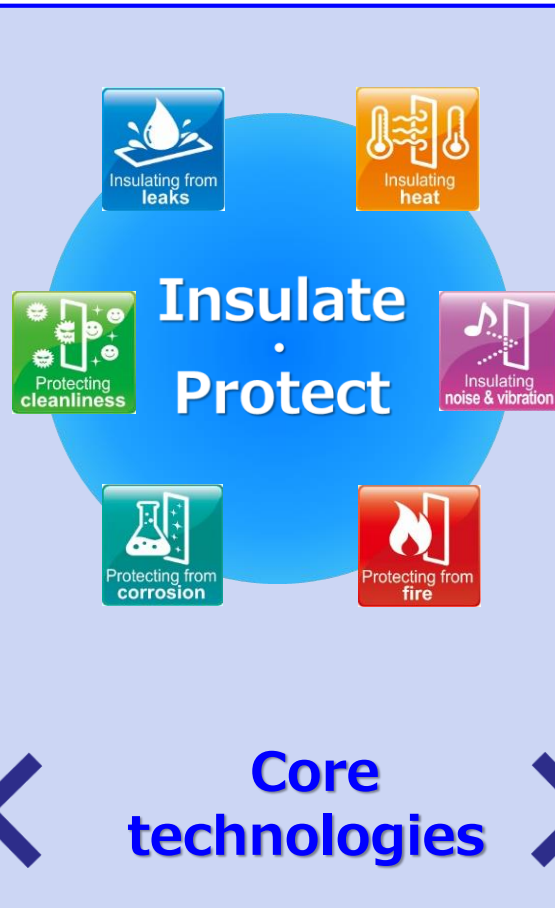 Insulating from
leaks
Insulating
heat
Insulate
・
Protect
Protecting
cleanliness
Insulating
noise & vibration
Protecting from
corrosion
Protecting from
fire
Core
technologies